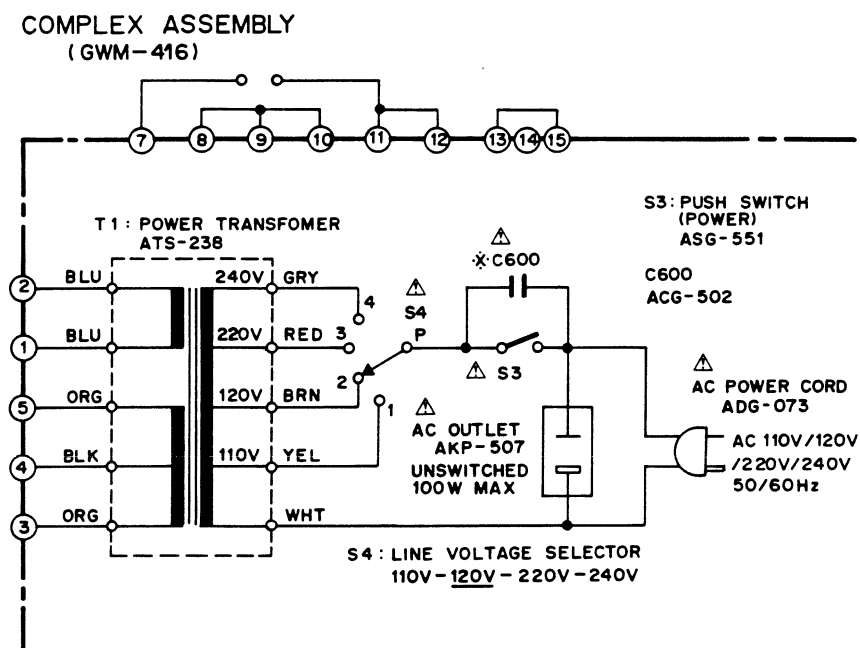 COMPLEX ASSEMBLY
(GWM-416)
7 8 9 10 11 12 13 14 15
T1: POWER TRANSFOMER
ATS-238
S3: PUSH SWITCH
(POWER)
ASG-551
C600
ACG-502
※C600
2 BLU 240V GRY 4
S4
P
1 BLU 220V RED 3
S3
2
5 ORG 120V BRN 1
AC POWER CORD
ADG-073
AC OUTLET
AKP-507
UNSWITCHED
100W MAX
AC 110V/120V
/220V/240V
50/60Hz
4 BLK 110V YEL
3 ORG WHT
S4: LINE VOLTAGE SELECTOR
110V-120V-220V-240V